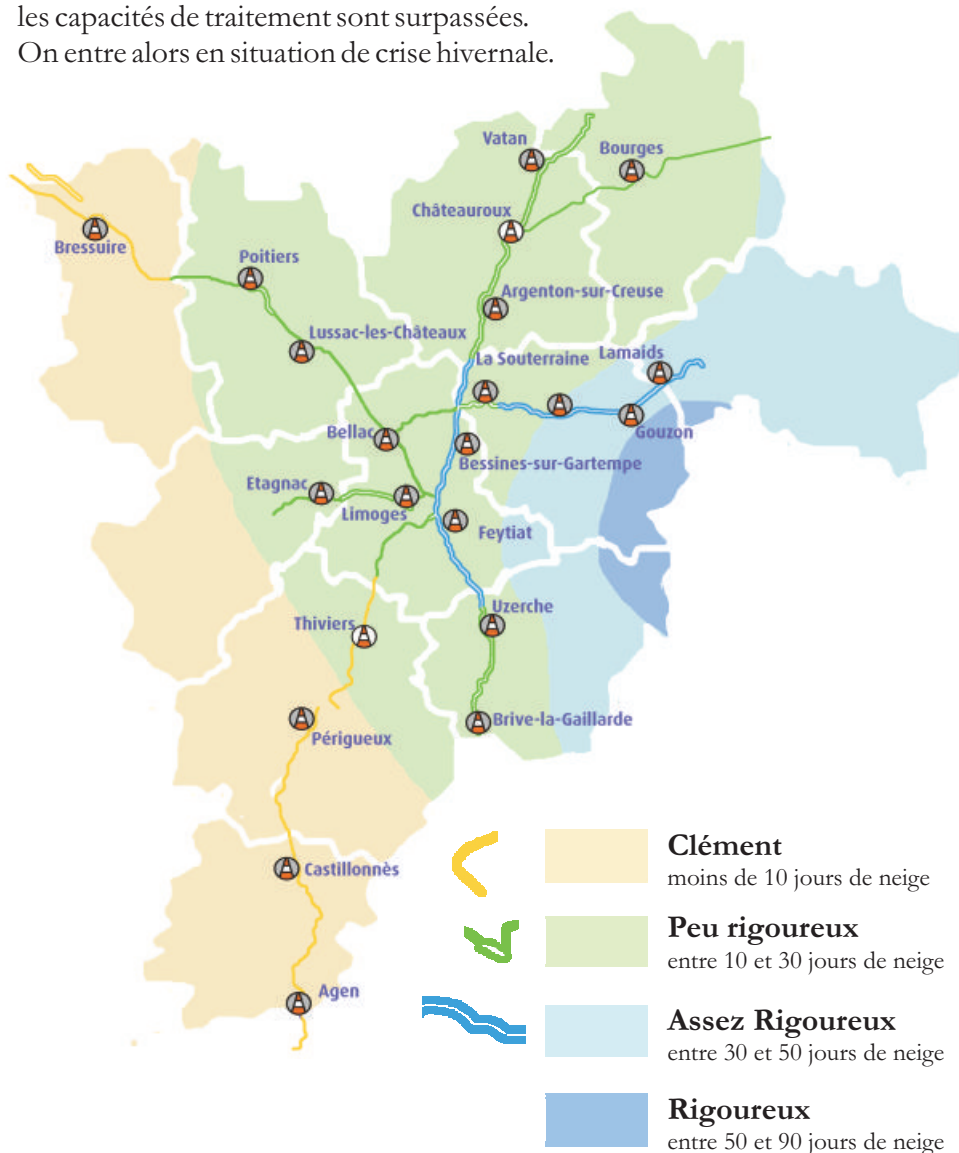 les capacités de traitement sont surpassées.
On entre alors en situation de crise hivernale.
Vatan
Bourges
Châteauroux
Bressuire
Poitiers
Argenton-sur-Creuse
Lussac-les-Châteaux
La Souterraine
Lamaids
Bellac
Gouzon
Bessines-sur-Gartempe
Etagnac
Limoges
Feytiat
Uzerche
Thiviers
Brive-la-Gaillarde
Périgueux
Castillonnès
Agen
Clément
moins de 10 jours de neige
Peu rigoureux
entre 10 et 30 jours de neige
Assez Rigoureux
entre 30 et 50 jours de neige
Rigoureux
entre 50 et 90 jours de neige